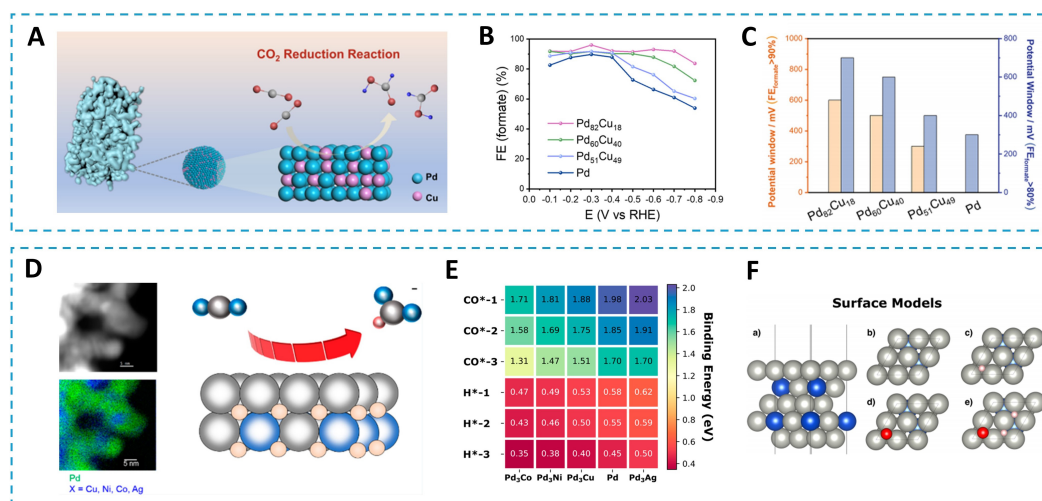 A
CO₂ Reduction Reaction
Pd
Cu
B
FE (formate) (%)
100
80
60
40
20
0
Pd₈₂Cu₁₈
Pd₆₀Cu₄₀
Pd₅₁Cu₄₉
Pd
0.0 -0.1 -0.2 -0.3 -0.4 -0.5 -0.6 -0.7 -0.8 -0.9
E (V vs RHE)
C
Potential window / mV (FE formate>90%)
1000
800
600
400
200
0
800
600
400
200
0
Potential Window / mV (FE formate>80%)
Pd₈₂Cu₁₈ Pd₆₀Cu₄₀ Pd₅₁Cu₄₉ Pd
D
5 nm
Pd
X = Cu, Ni, Co, Ag
E
CO*-1 1.71 1.81 1.88 1.98 2.03
CO*-2 1.58 1.69 1.75 1.85 1.91
CO*-3 1.31 1.47 1.51 1.70 1.70
H*-1 0.47 0.49 0.53 0.58 0.62
H*-2 0.43 0.46 0.50 0.55 0.59
H*-3 0.35 0.38 0.40 0.45 0.50
Pd₃Co Pd₃Ni Pd₃Cu Pd Pd₃Ag
2.0
1.8
1.6
1.4
1.2
1.0
0.8
0.6
0.4
Binding Energy (eV)
F
Surface Models
a)
b)
c)
d)
e)